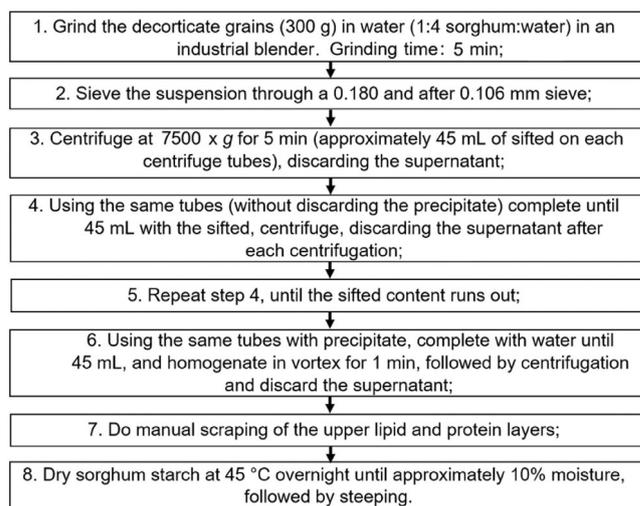 1. Grind the decorticate grains (300 g) in water (1:4 sorghum:water) in an
industrial blender. Grinding time: 5 min;
2. Sieve the suspension through a 0.180 and after 0.106 mm sieve;
3. Centrifuge at 7500 x g for 5 min (approximately 45 mL of sifted on each
centrifuge tubes), discarding the supernatant;
4. Using the same tubes (without discarding the precipitate) complete until
45 mL with the sifted, centrifuge, discarding the supernatant after
each centrifugation;
5. Repeat step 4, until the sifted content runs out;
6. Using the same tubes with precipitate, complete with water until
45 mL, and homogenate in vortex for 1 min, followed by centrifugation
and discard the supernatant;
7. Do manual scraping of the upper lipid and protein layers;
8. Dry sorghum starch at 45 °C overnight until approximately 10% moisture,
followed by steeping.